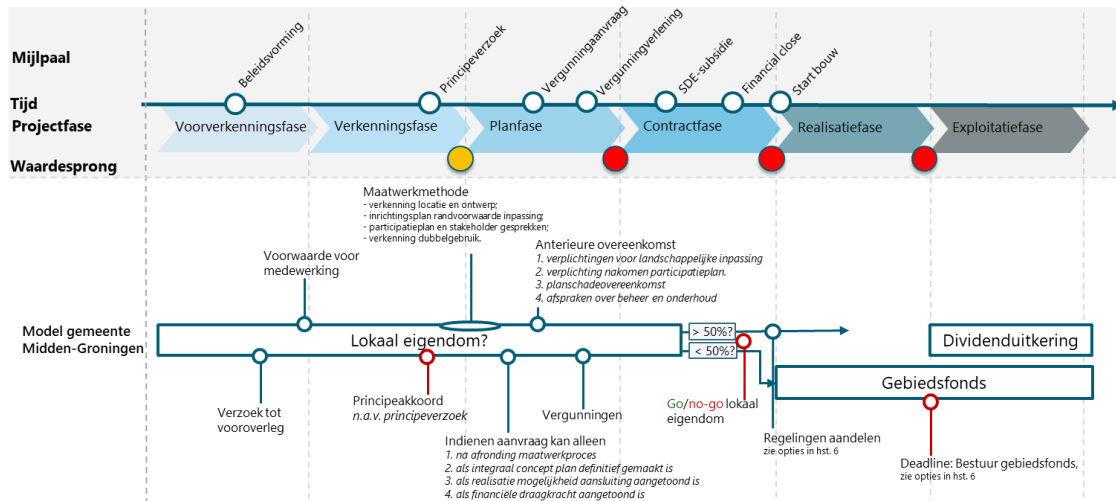 Mijlpaal
Beleidsvorming
Principeverzoek
Vergunningaanvraag
Vergunningverlening
SDE-subsidie
Financial close
Start bouw
Tijd
Projectfase
Voorverkenningsfase
Verkenningsfase
Planfase
Contractfase
Realisatiefase
Exploitatiefase
Waardesprong
Maatwerkmethode
- verkenning locatie en ontwerp;
- inrichtingsplan randvoorwaarde inpassing;
- participatieplan en stakeholder gesprekken;
- verkenning dubbelgebruik.
Voorwaarde voor
medewerking
Anterieure overeenkomst
1. verplichtingen voor landschappelijke inpassing
2. verplichting nakomen participatieplan.
3. planschadeovereenkomst
4. afspraken over beheer en onderhoud
Model gemeente
Midden-Groningen
Lokaal eigendom?
> 50%?
< 50%?
Dividenduitkering
Gebiedsfonds
Verzoek tot
vooroverleg
Principeakkoord
n.a.v. principeverzoek
Indienen aanvraag kan alleen
1. na afronding maatwerkproces
2. als integraal concept plan definitief gemaakt is
3. als realisatie mogelijkheid aansluiting aangetoond is
4. als financiële draagkracht aangetoond is
Vergunningen
Go/no-go lokaal
eigendom
Regelingen aandelen
zie opties in hst. 6
Deadline: Bestuur gebiedsfonds,
zie opties in hst. 6